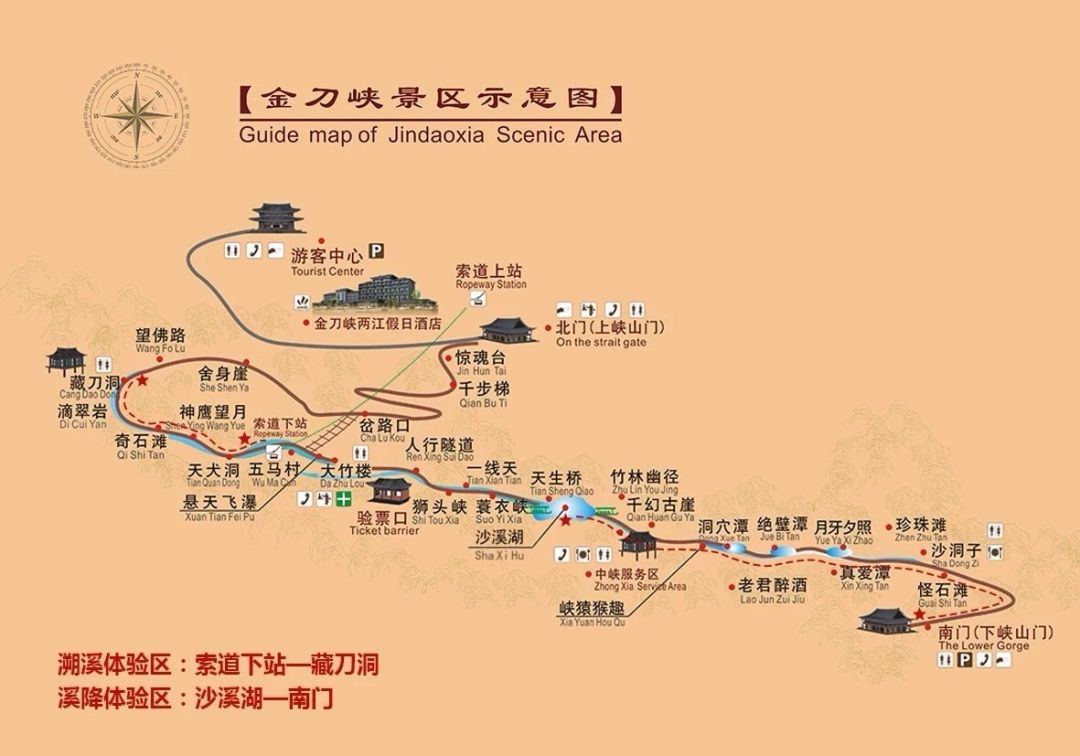 N
W
E
S
【金刀峡景区示意图】
Guide map of Jindaoxia Scenic Area
游客中心
P
Tourist Center
索道上站
Ropeway Station
金刀峡两江假日酒店
北门(上峡山门)
On the strait gate
望佛路
Wang Fo Lu
惊魂台
Jin Hun Tai
舍身崖
She Shen Ya
千步梯
Qian Bu Ti
藏刀洞
Cang Dao Dong
滴翠岩
Di Cui Yan
神鹰望月
Shen Ying Wang Yue
索道下站
Ropeway Station
岔路口
Cha Lu Kou
奇石滩
Qi Shi Tan
人行隧道
Ren Xing Sui Dao
天犬洞
Tian Quan Dong
五马村
Wu Ma Cun
大竹楼
Da Zhu Lou
一线天
Tian Xian Tian
天生桥
Tian Sheng Qiao
竹林幽径
Zhu Lin You Jing
悬天飞瀑
Xuan Tian Fei Pu
验票口
Ticket barrier
狮头峡
Shi Tou Xia
蓑衣峡
Suo Yi Xia
千幻古崖
Qian Huan Gu Ya
沙溪湖
Sha Xi Hu
洞穴潭
Dong Xue Tan
绝壁潭
Jue Bi Tan
月牙夕照
Yue Ya Xi Zhao
珍珠滩
Zhen Zhu Tan
沙洞子
Sha Dong Zi
中峡服务区
Zhong Xia Service Area
老君醉酒
Lao Jun Zui Jiu
真爱潭
Xin Xing Tan
怪石滩
Guai Shi Tan
峡猿猴趣
Xia Yuan Hou Qu
南门(下峡山门)
The Lower Gorge
P
溯溪体验区：索道下站—藏刀洞
溪降体验区：沙溪湖—南门